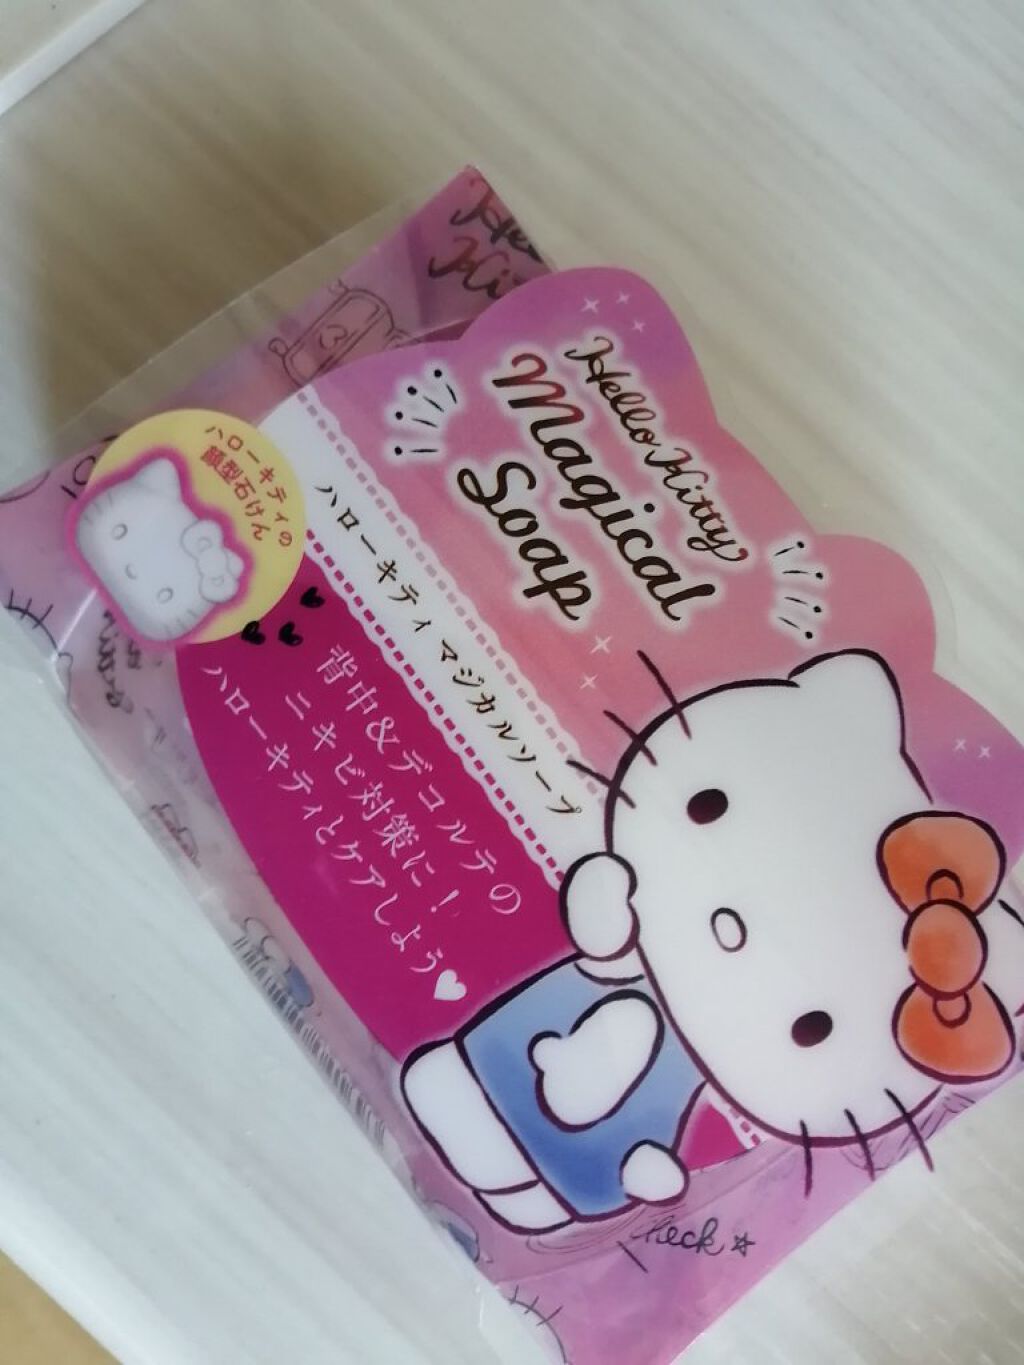 Hello Kitty
Magical
Soap
ハローキティ マジカルソープ
背中&デコルテの
ニキビ対策に!
ハローキティとケアしよう♥
ハローキティの
顔型石けん
check☆